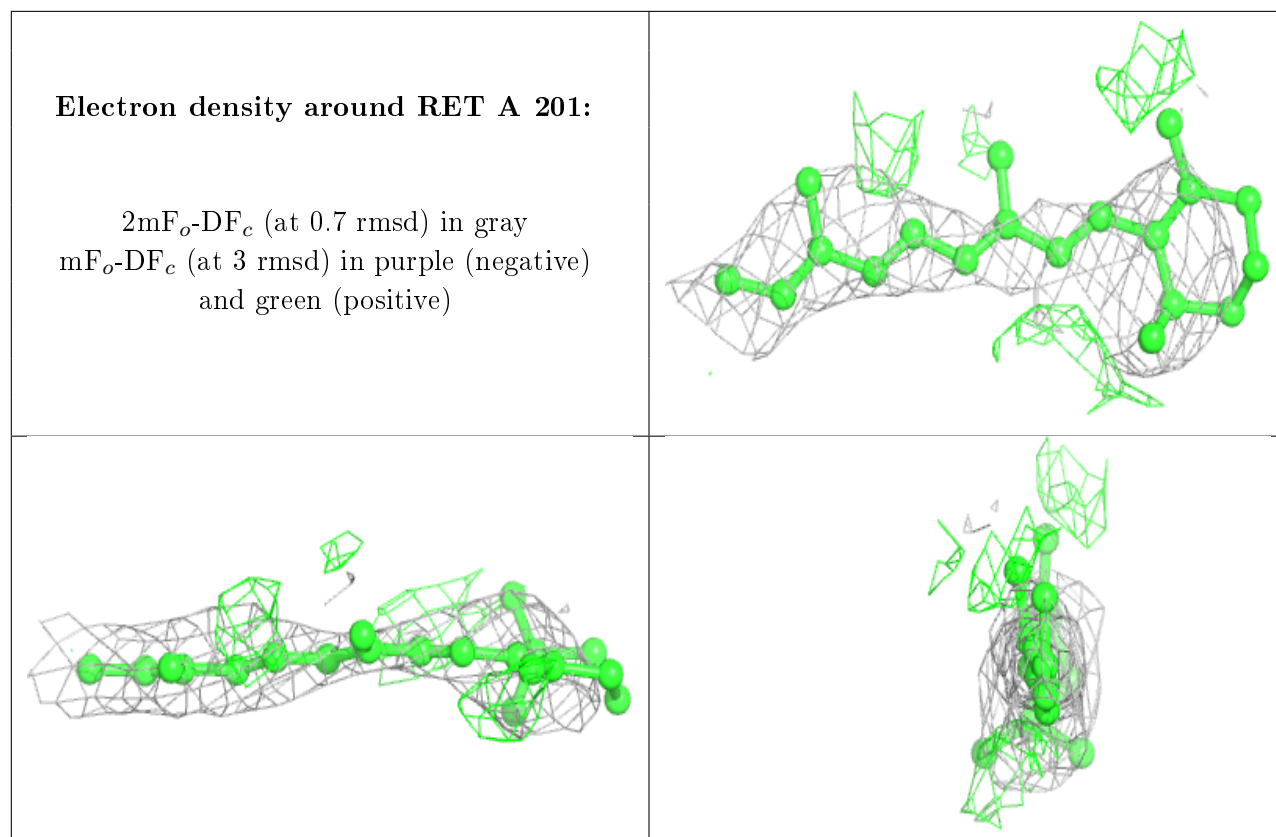 Electron density around RET A 201:
2mFₒ-DF𝒸 (at 0.7 rmsd) in gray
mFₒ-DF𝒸 (at 3 rmsd) in purple (negative)
and green (positive)